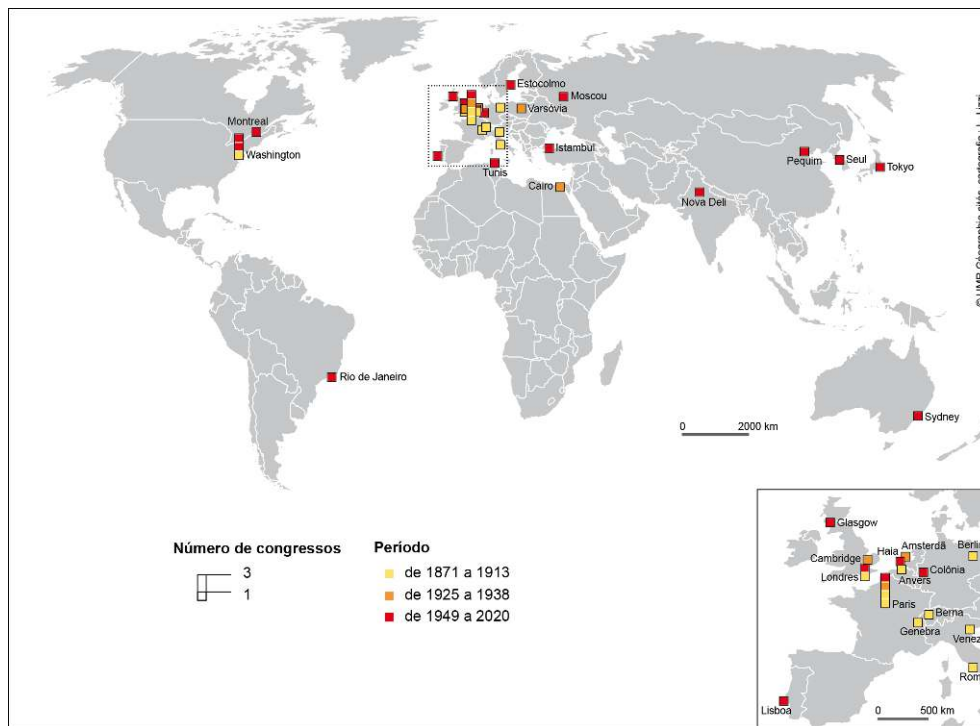 Estocolmo
Moscou
Varsóvia
Montreal
Washington
Istambul
Tunis
Pequim
Seul
Tokyo
Cairo
Nova Deli
Rio de Janeiro
Sydney
0 2000 km
Número de congressos
3
1
Período
de 1871 a 1913
de 1925 a 1938
de 1949 a 2020
Glasgow
Cambridge
Haia
Amsterdã
Londres
Anvers
Colônia
Paris
Berna
Genebra
Lisboa
0 500 km